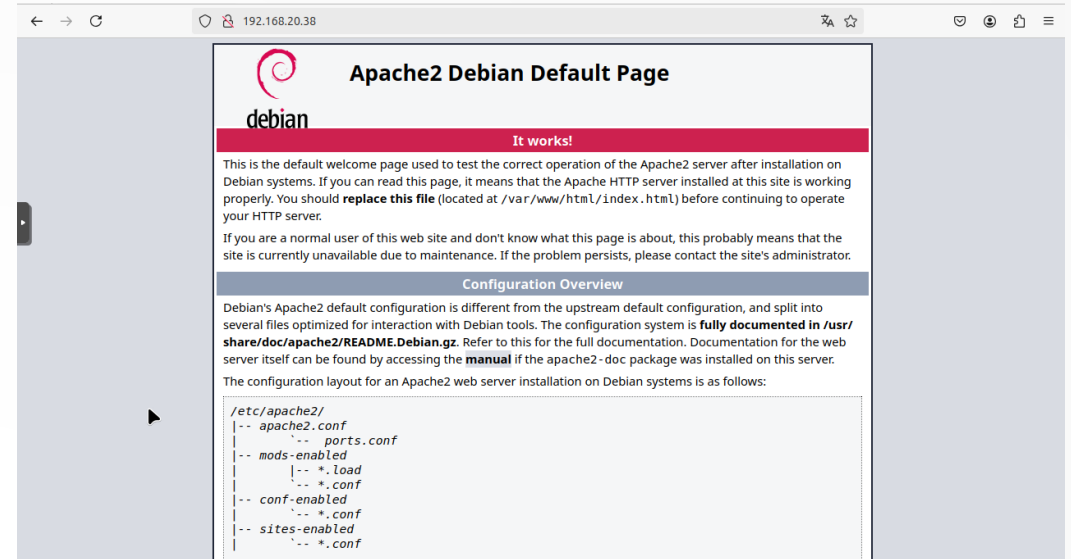 192.168.20.38
Apache2 Debian Default Page
debian
It works!
This is the default welcome page used to test the correct operation of the Apache2 server after installation on
Debian systems. If you can read this page, it means that the Apache HTTP server installed at this site is working
properly. You should replace this file (located at /var/www/html/index.html) before continuing to operate
your HTTP server.
If you are a normal user of this web site and don't know what this page is about, this probably means that the
site is currently unavailable due to maintenance. If the problem persists, please contact the site's administrator.
Configuration Overview
Debian's Apache2 default configuration is different from the upstream default configuration, and split into
several files optimized for interaction with Debian tools. The configuration system is fully documented in /usr/
share/doc/apache2/README.Debian.gz. Refer to this for the full documentation. Documentation for the web
server itself can be found by accessing the manual if the apache2-doc package was installed on this server.
The configuration layout for an Apache2 web server installation on Debian systems is as follows:
/etc/apache2/
|-- apache2.conf
|       `--  ports.conf
|-- mods-enabled
|       |-- *.load
|       `-- *.conf
|-- conf-enabled
|       `-- *.conf
|-- sites-enabled
|       `-- *.conf